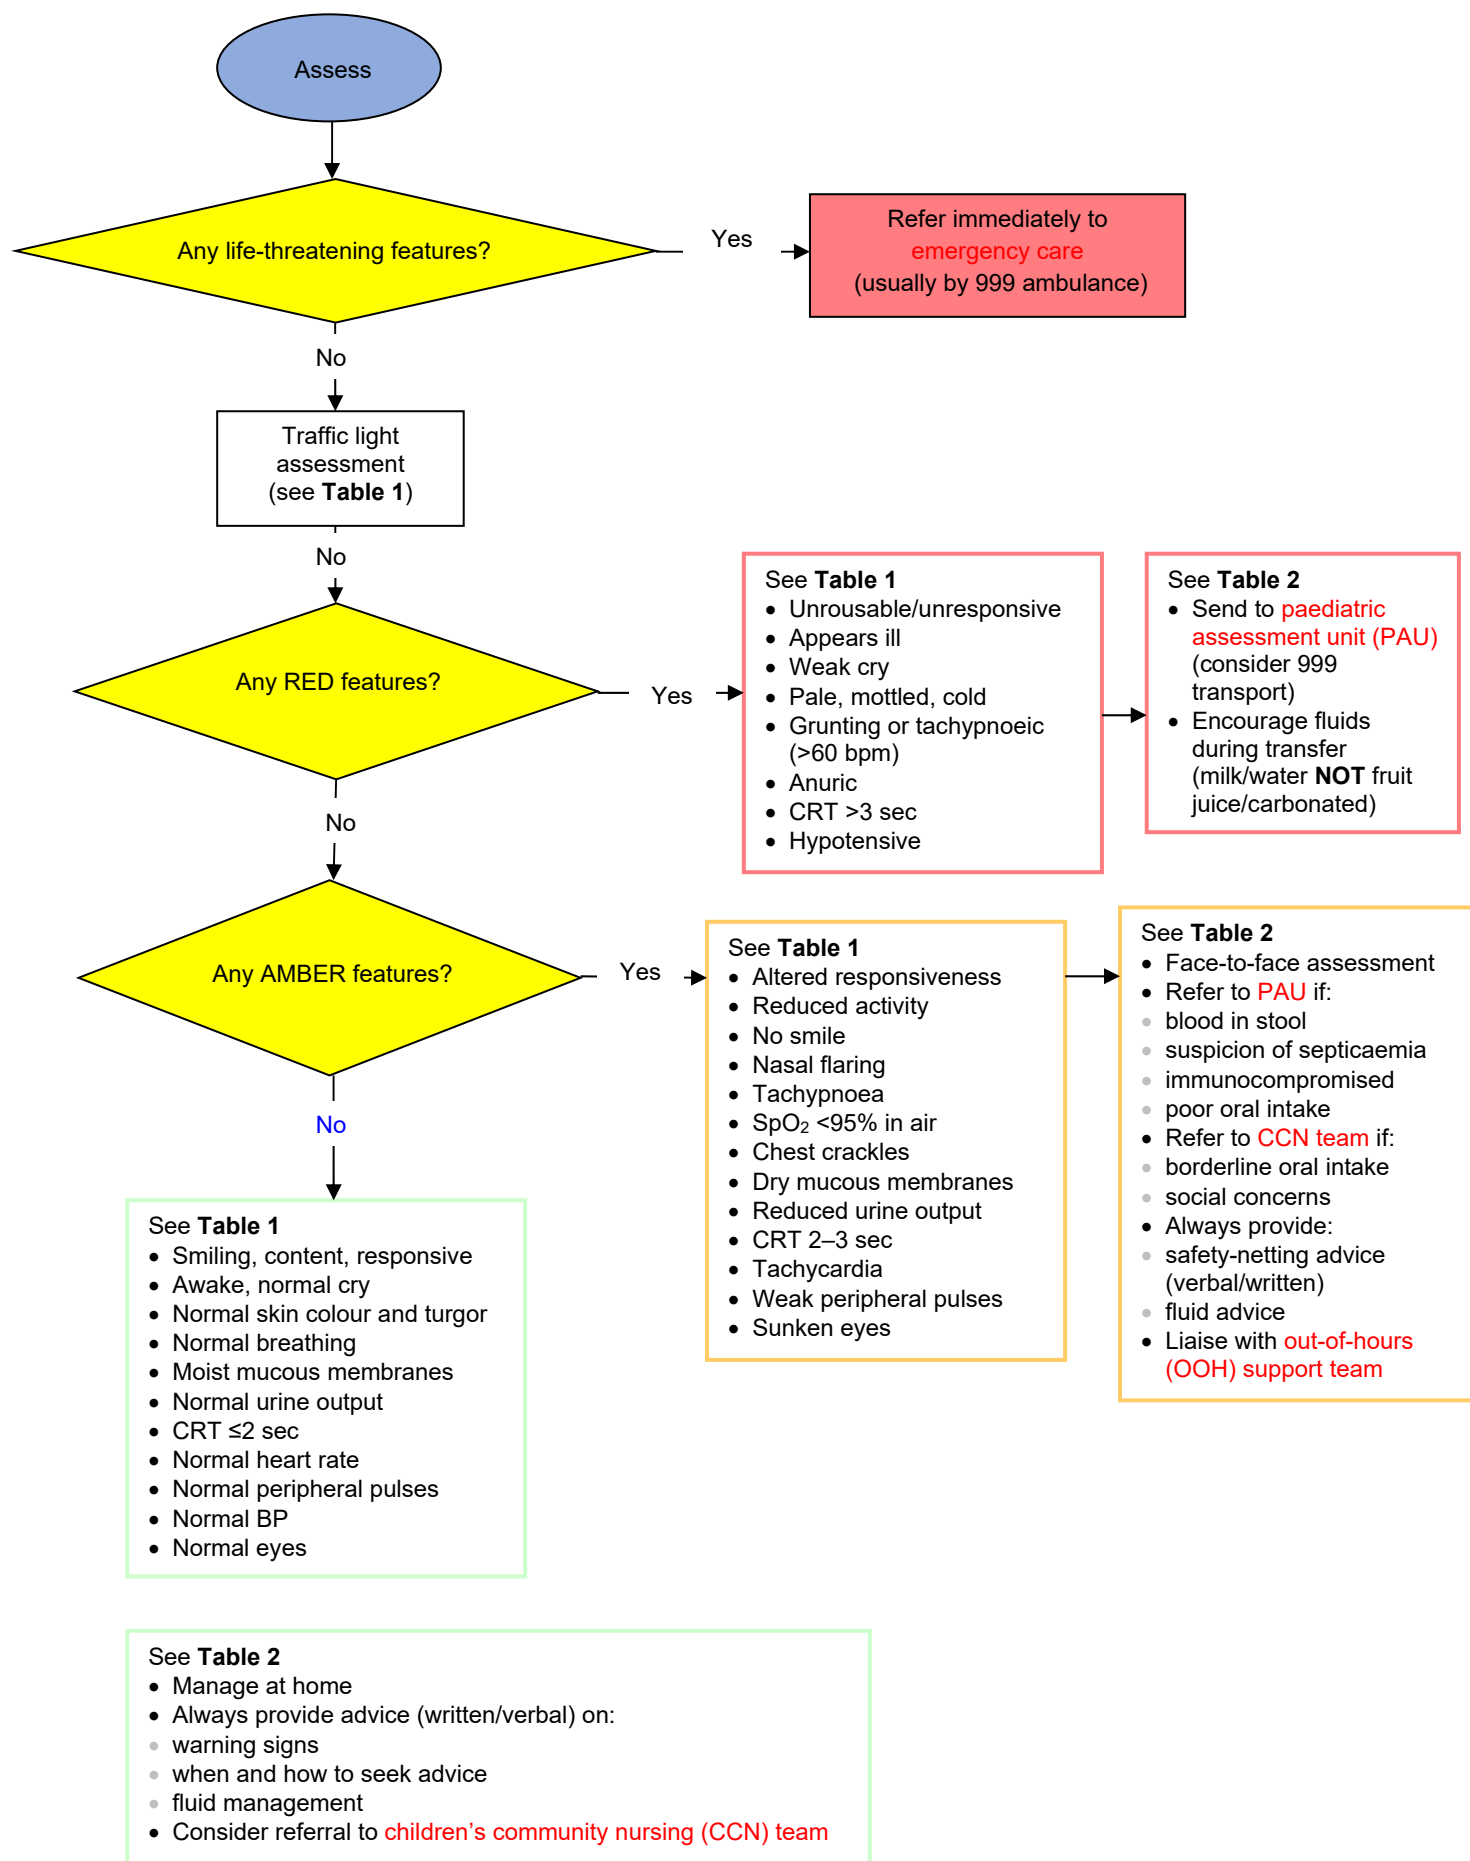 Assess
Any life-threatening features?
Yes
Refer immediately to
emergency care
(usually by 999 ambulance)
No
Traffic light
assessment
(see Table 1)
No
Any RED features?
Yes
See Table 1
• Unrousable/unresponsive
• Appears ill
• Weak cry
• Pale, mottled, cold
• Grunting or tachypnoeic
(>60 bpm)
• Anuric
• CRT >3 sec
• Hypotensive
See Table 2
• Send to paediatric
assessment unit (PAU)
(consider 999
transport)
• Encourage fluids
during transfer
(milk/water NOT fruit
juice/carbonated)
No
Any AMBER features?
Yes
See Table 1
• Altered responsiveness
• Reduced activity
• No smile
• Nasal flaring
• Tachypnoea
• SpO₂ <95% in air
• Chest crackles
• Dry mucous membranes
• Reduced urine output
• CRT 2–3 sec
• Tachycardia
• Weak peripheral pulses
• Sunken eyes
See Table 2
• Face-to-face assessment
• Refer to PAU if:
• blood in stool
• suspicion of septicaemia
• immunocompromised
• poor oral intake
• Refer to CCN team if:
• borderline oral intake
• social concerns
• Always provide:
• safety-netting advice
(verbal/written)
• fluid advice
• Liaise with out-of-hours
(OOH) support team
No
See Table 1
• Smiling, content, responsive
• Awake, normal cry
• Normal skin colour and turgor
• Normal breathing
• Moist mucous membranes
• Normal urine output
• CRT ≤2 sec
• Normal heart rate
• Normal peripheral pulses
• Normal BP
• Normal eyes
See Table 2
• Manage at home
• Always provide advice (written/verbal) on:
• warning signs
• when and how to seek advice
• fluid management
• Consider referral to children's community nursing (CCN) team